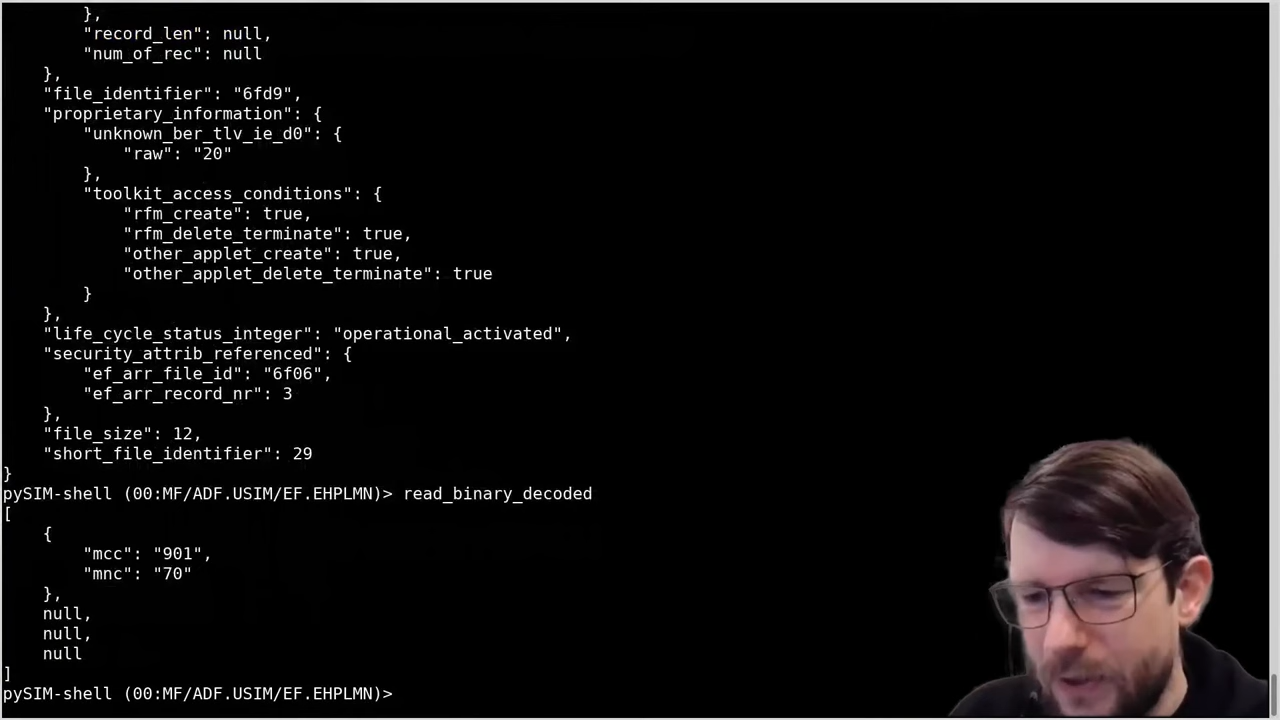 },
        "record_len": null,
        "num_of_rec": null
    },
    "file_identifier": "6fd9",
    "proprietary_information": {
        "unknown_ber_tlv_ie_d0": {
            "raw": "20"
        },
        "toolkit_access_conditions": {
            "rfm_create": true,
            "rfm_delete_terminate": true,
            "other_applet_create": true,
            "other_applet_delete_terminate": true
        }
    },
    "life_cycle_status_integer": "operational_activated",
    "security_attrib_referenced": {
        "ef_arr_file_id": "6f06",
        "ef_arr_record_nr": 3
    },
    "file_size": 12,
    "short_file_identifier": 29
}
pySIM-shell (00:MF/ADF.USIM/EF.EHPLMN)> read_binary_decoded
[
    {
        "mcc": "901",
        "mnc": "70"
    },
    null,
    null,
    null
]
pySIM-shell (00:MF/ADF.USIM/EF.EHPLMN)>